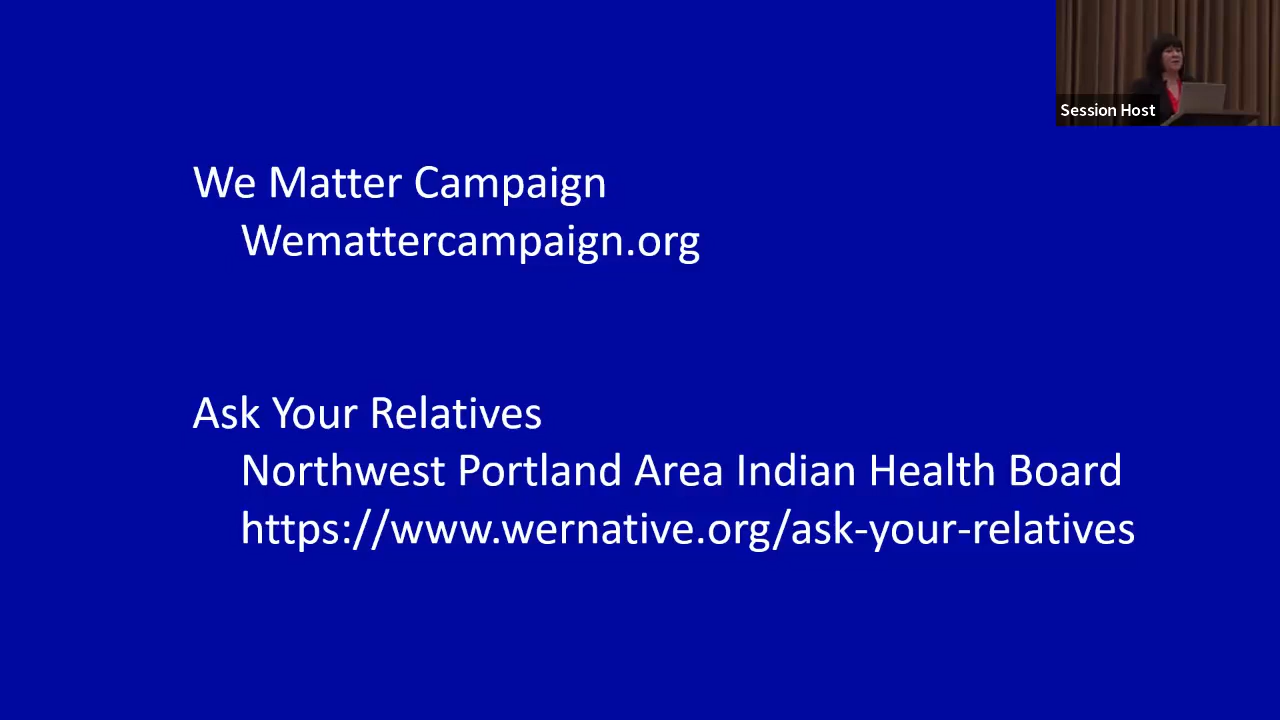 Session Host
We Matter Campaign
Wemattercampaign.org
Ask Your Relatives
Northwest Portland Area Indian Health Board
https://www.wernative.org/ask-your-relatives